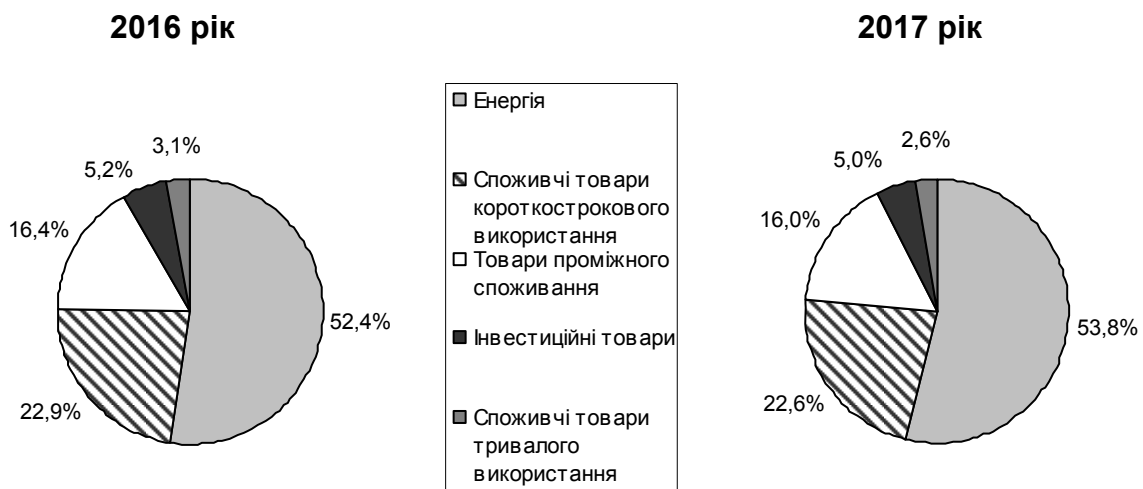 2016 рік
2017 рік
3,1%
5,2%
16,4%
52,4%
22,9%
Енергія
Споживчі товари
короткострокового
використання
Товари проміжного
споживання
Інвестиційні товари
Споживчі товари
тривалого
використання
2,6%
5,0%
16,0%
53,8%
22,6%